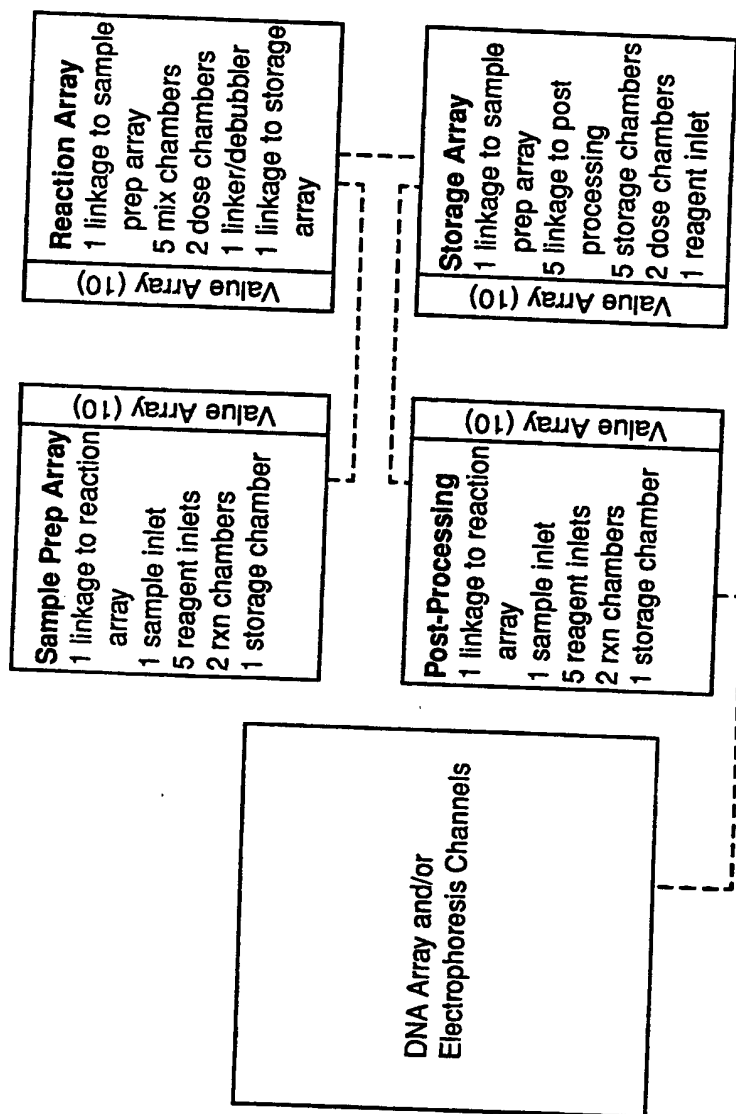 Reaction Array
1 linkage to sample
prep array
5 mix chambers
2 dose chambers
1 linker/debubbler
1 linkage to storage
array
Value Array (10)
Storage Array
1 linkage to sample
prep array
5 linkage to post
processing
5 storage chambers
2 dose chambers
1 reagent inlet
Value Array (10)
Sample Prep Array
1 linkage to reaction
array
1 sample inlet
5 reagent inlets
2 rxn chambers
1 storage chamber
Value Array (10)
Post-Processing
1 linkage to reaction
array
1 sample inlet
5 reagent inlets
2 rxn chambers
1 storage chamber
Value Array (10)
DNA Array and/or
Electrophoresis Channels